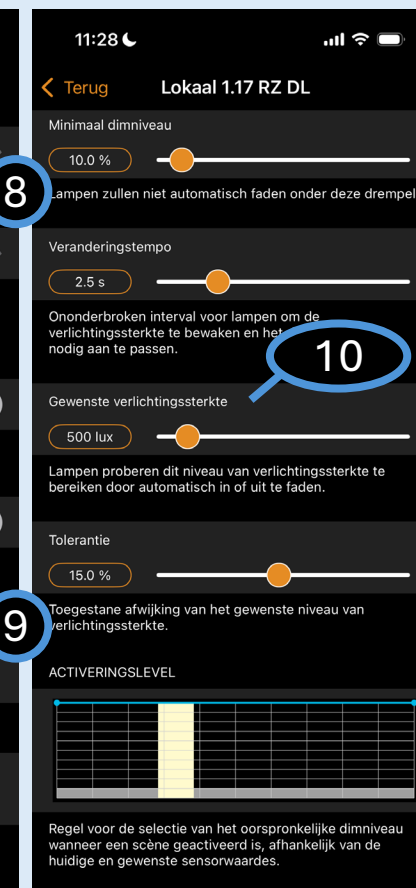 11:28
Terug
Lokaal 1.17 RZ DL
Minimaal dimniveau
10.0 %
8
Lampen zullen niet automatisch faden onder deze drempel
Veranderingstempo
2.5 s
Ononderbroken interval voor lampen om de
verlichtingssterkte te bewaken en het
nodig aan te passen.
10
Gewenste verlichtingssterkte
500 lux
Lampen proberen dit niveau van verlichtingssterkte te
bereiken door automatisch in of uit te faden.
Tolerantie
15.0 %
9
Toegestane afwijking van het gewenste niveau van
verlichtingssterkte.
ACTIVERINGSLEVEL
Regel voor de selectie van het oorspronkelijke dimniveau
wanneer een scène geactiveerd is, afhankelijk van de
huidige en gewenste sensorwaardes.